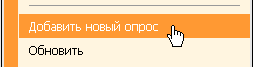 Добавить новый опрос
Обновить